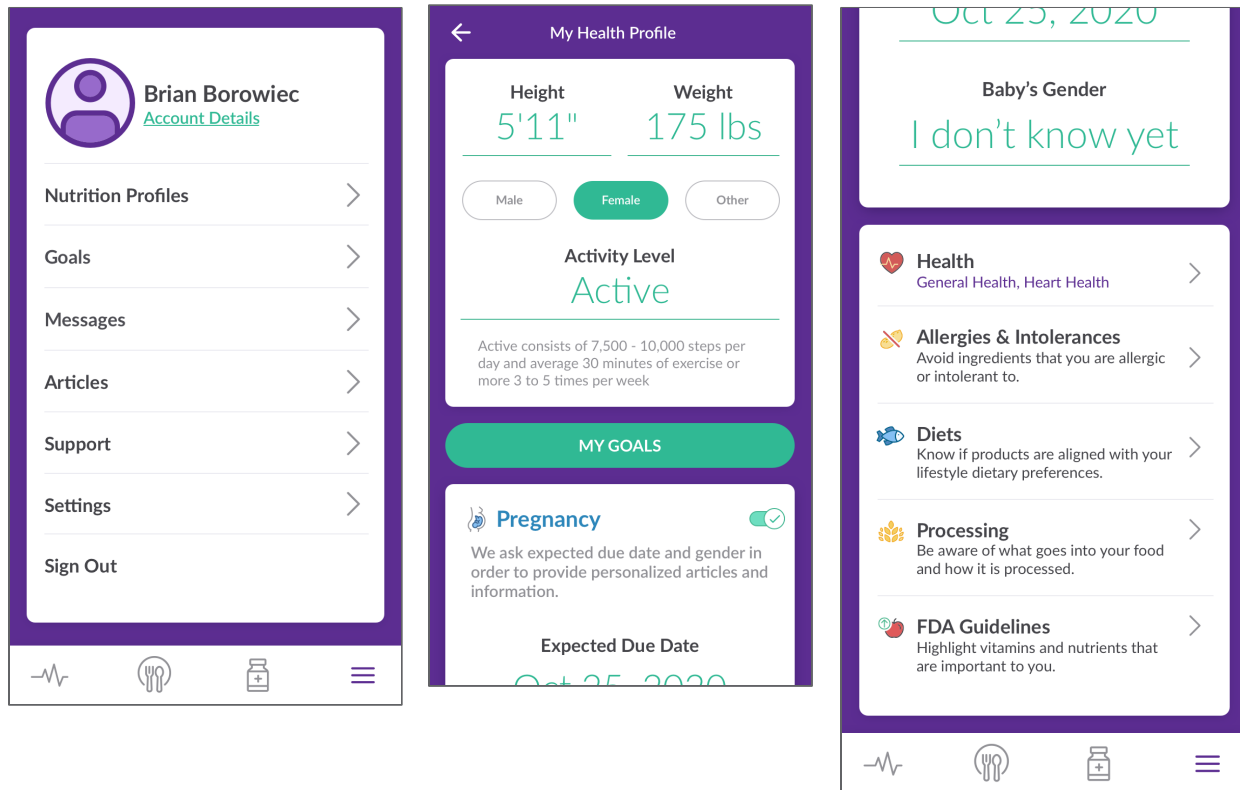 Brian Borowiec
Account Details
Nutrition Profiles
Goals
Messages
Articles
Support
Settings
Sign Out
My Health Profile
Height
Weight
5'11"
175 lbs
Male
Female
Other
Activity Level
Active
Active consists of 7,500 - 10,000 steps per
day and average 30 minutes of exercise or
more 3 to 5 times per week
MY GOALS
Pregnancy
We ask expected due date and gender in
order to provide personalized articles and
information.
Expected Due Date
Oct 25, 2020
Oct 25, 2020
Baby's Gender
I don't know yet
Health
General Health, Heart Health
Allergies & Intolerances
Avoid ingredients that you are allergic
or intolerant to.
Diets
Know if products are aligned with your
lifestyle dietary preferences.
Processing
Be aware of what goes into your food
and how it is processed.
FDA Guidelines
Highlight vitamins and nutrients that
are important to you.